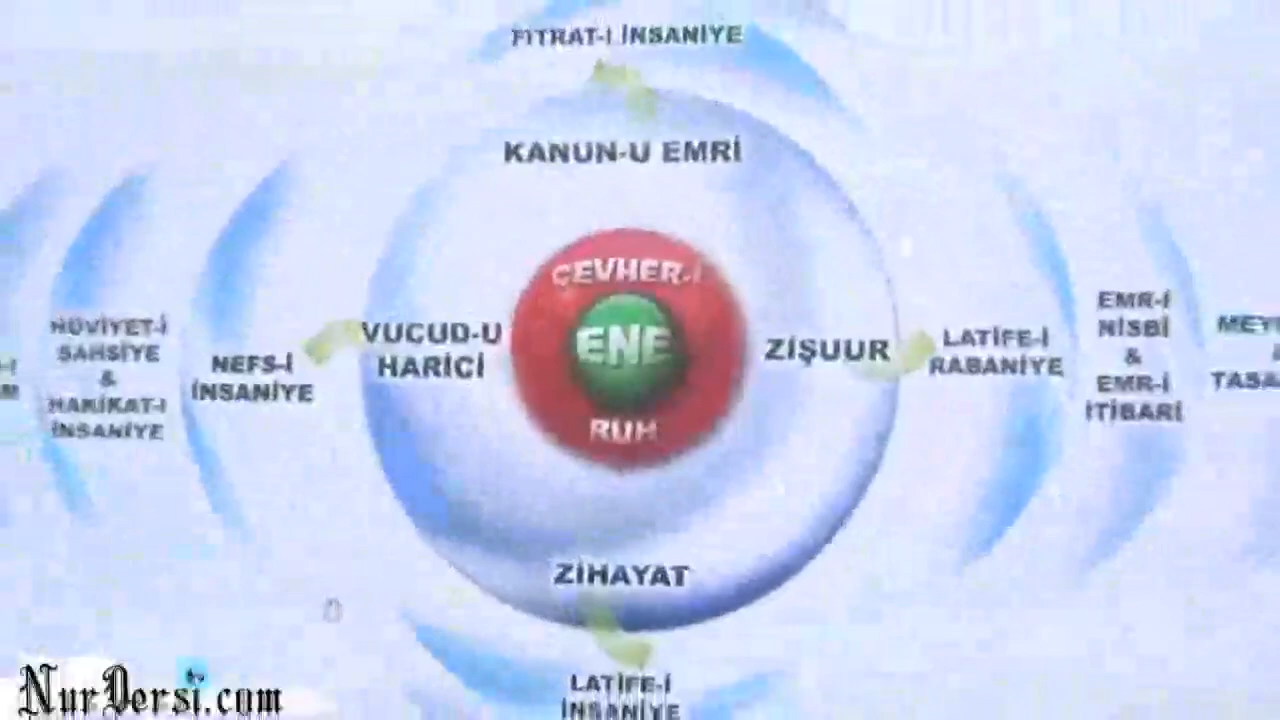 FITRAT-I İNSANİYE
KANUN-U EMRİ
CEVHER-İ
ENE
RUH
VUCUD-U
HARİCİ
ZİŞUUR
ZİHAYAT
NEFS-İ
İNSANİYE
HÜVİYET-İ
ŞAHSİYE
&
HAKİKAT-I
İNSANİYE
LATİFE-İ
RABANİYE
EMR-İ
NİSBİ
&
EMR-İ
İTİBARİ
LATİFE-İ
İNSANİYE
NurDersi.com